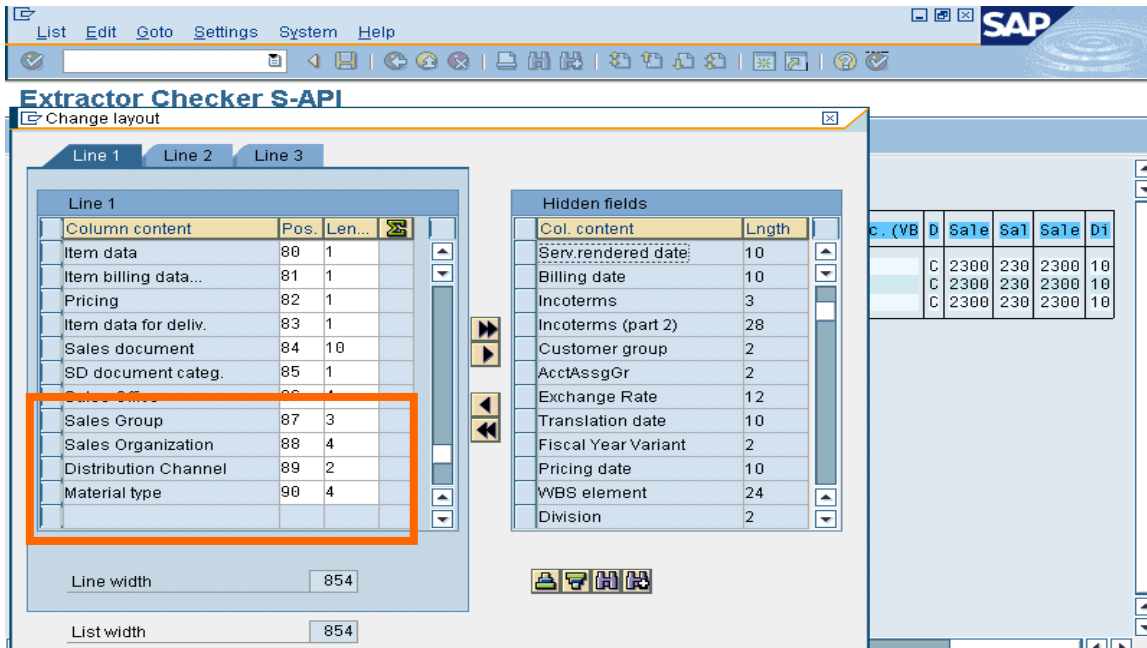 List Edit Goto Settings System Help
SAP
Extractor Checker S-API
Change layout
Line 1 Line 2 Line 3
Line 1
Column content Pos. Len...
Item data 80 1
Item billing data... 81 1
Pricing 82 1
Item data for deliv. 83 1
Sales document 84 10
SD document categ. 85 1
Sales Group 87 3
Sales Organization 88 4
Distribution Channel 89 2
Material type 90 4
Line width 854
List width 854
Hidden fields
Col. content Lngth
Serv.rendered date 10
Billing date 10
Incoterms 3
Incoterms (part 2) 28
Customer group 2
AcctAssgGr 2
Exchange Rate 12
Translation date 10
Fiscal Year Variant 2
Pricing date 10
WBS element 24
Division 2
c. (VB D Sale Sal Sale Di
C 2300 230 2300 10
C 2300 230 2300 10
C 2300 230 2300 10